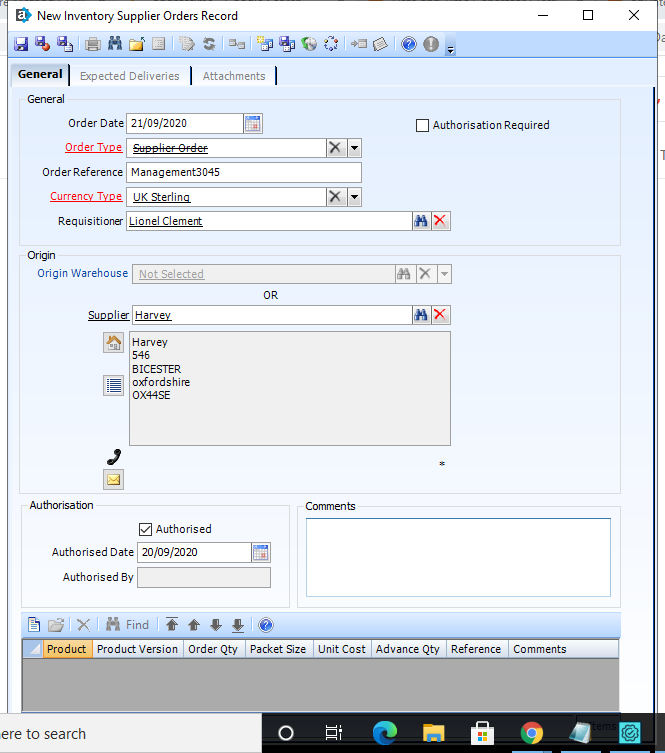 New Inventory Supplier Orders Record
General Expected Deliveries Attachments
General
Order Date 21/09/2020
Authorisation Required
Order Type Supplier Order
Order Reference Management3045
Currency Type UK Sterling
Requisitioner Lionel Clement
Origin
Origin Warehouse Not Selected
OR
Supplier Harvey
Harvey
546
BICESTER
oxfordshire
OX44SE
*
Authorisation
Authorised
Authorised Date 20/09/2020
Authorised By
Comments
Find
Product Product Version Order Qty Packet Size Unit Cost Advance Qty Reference Comments
Items
ere to search